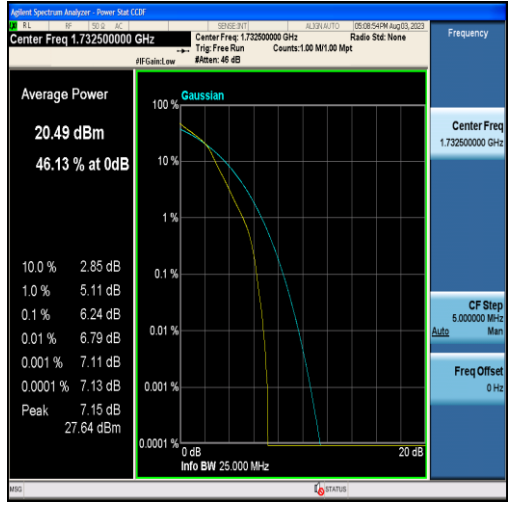 Agilent Spectrum Analyzer - Power Stat CCDF
RL RF 50 Ω AC SENSE:INT ALIGN AUTO 05:08:54 PM Aug 03, 2023
Center Freq 1.732500000 GHz
Center Freq: 1.732500000 GHz Radio Std: None
Trig: Free Run Counts:1.00 M/1.00 Mpt
#IFGain:Low #Atten: 46 dB
Frequency
Average Power
20.49 dBm
46.13 % at 0dB
10.0 % 2.85 dB
1.0 % 5.11 dB
0.1 % 6.24 dB
0.01 % 6.79 dB
0.001 % 7.11 dB
0.0001 % 7.13 dB
Peak 7.15 dB
27.64 dBm
Gaussian
100 %
10 %
1 %
0.1 %
0.01 %
0.001 %
0.0001 %
0 dB 20 dB
Info BW 25.000 MHz
Center Freq
1.732500000 GHz
CF Step
5.000000 MHz
Auto Man
Freq Offset
0 Hz
MSG STATUS